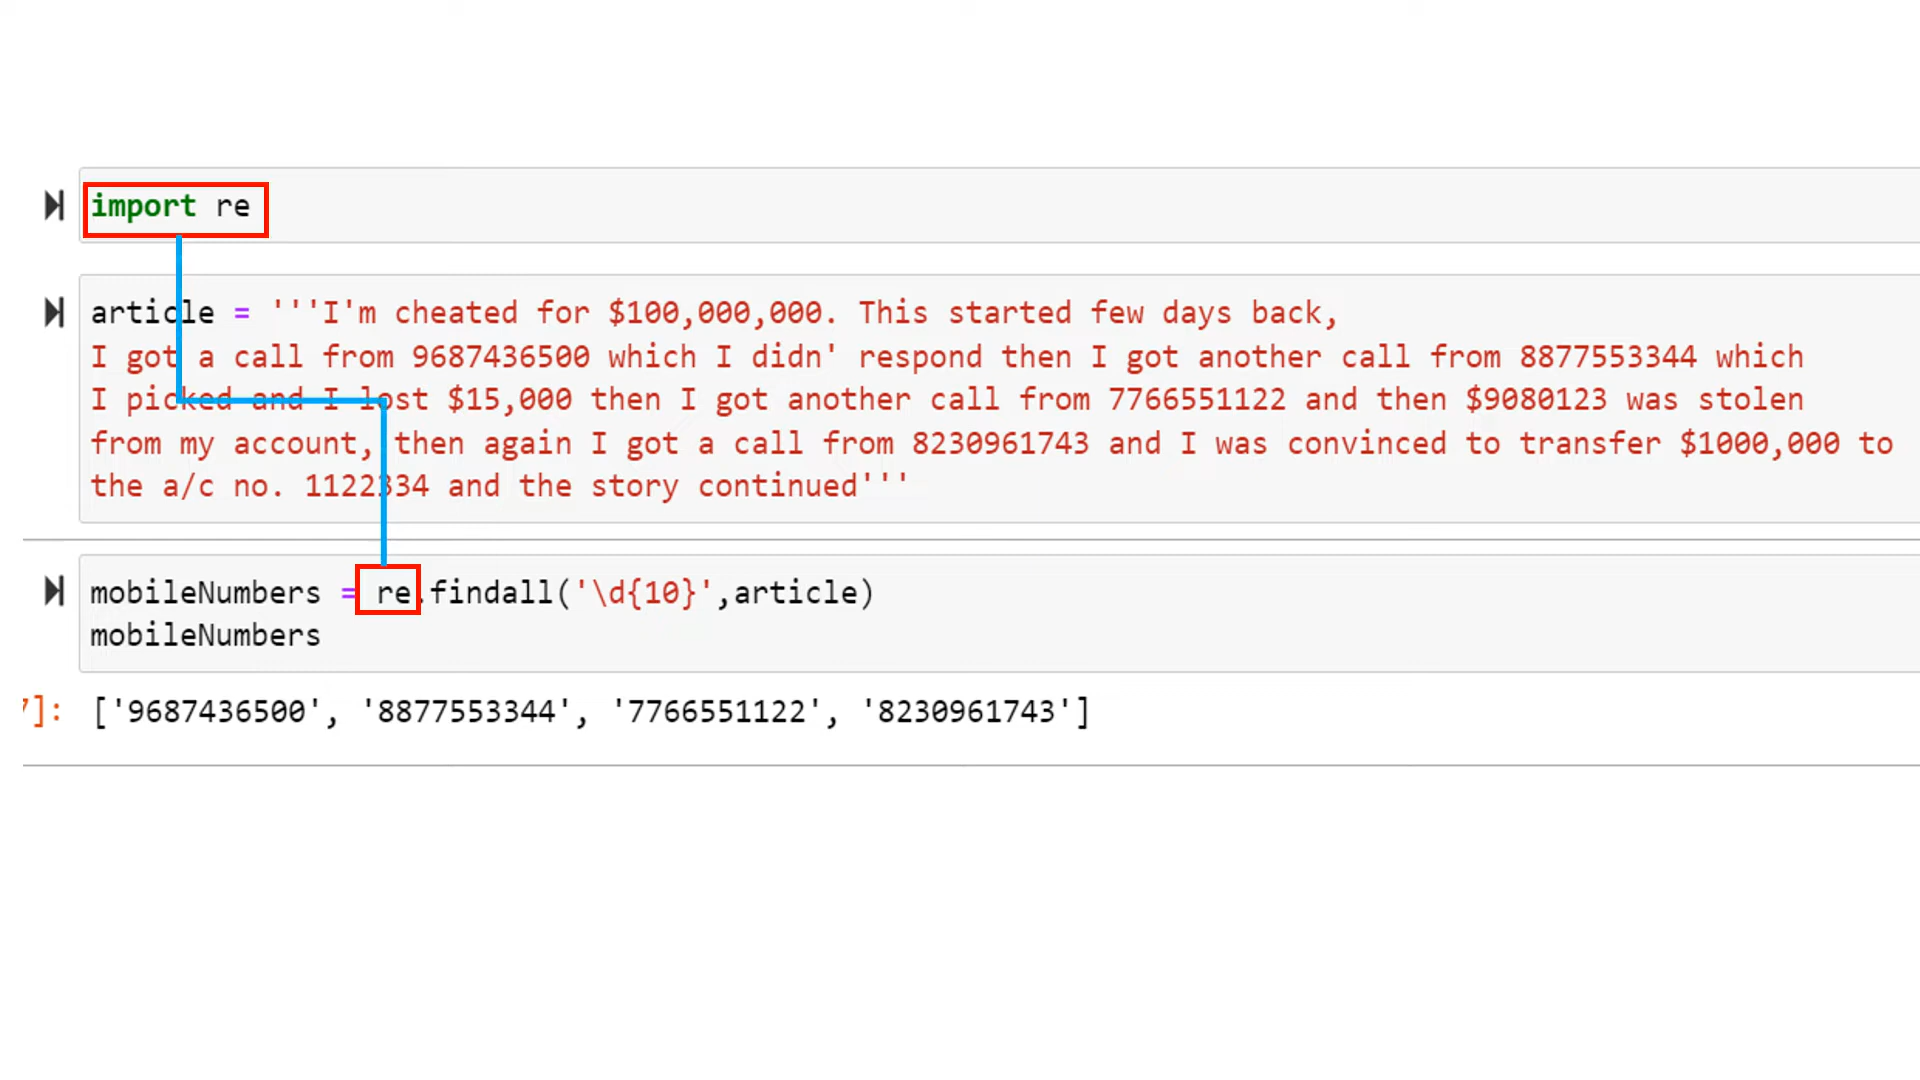 import re
article = '''I'm cheated for $100,000,000. This started few days back,
I got a call from 9687436500 which I didn' respond then I got another call from 8877553344 which
I picked and I lost $15,000 then I got another call from 7766551122 and then $9080123 was stolen
from my account, then again I got a call from 8230961743 and I was convinced to transfer $1000,000 to
the a/c no. 1122334 and the story continued'''
mobileNumbers = re.findall('\d{10}',article)
mobileNumbers
7]: ['9687436500', '8877553344', '7766551122', '8230961743']